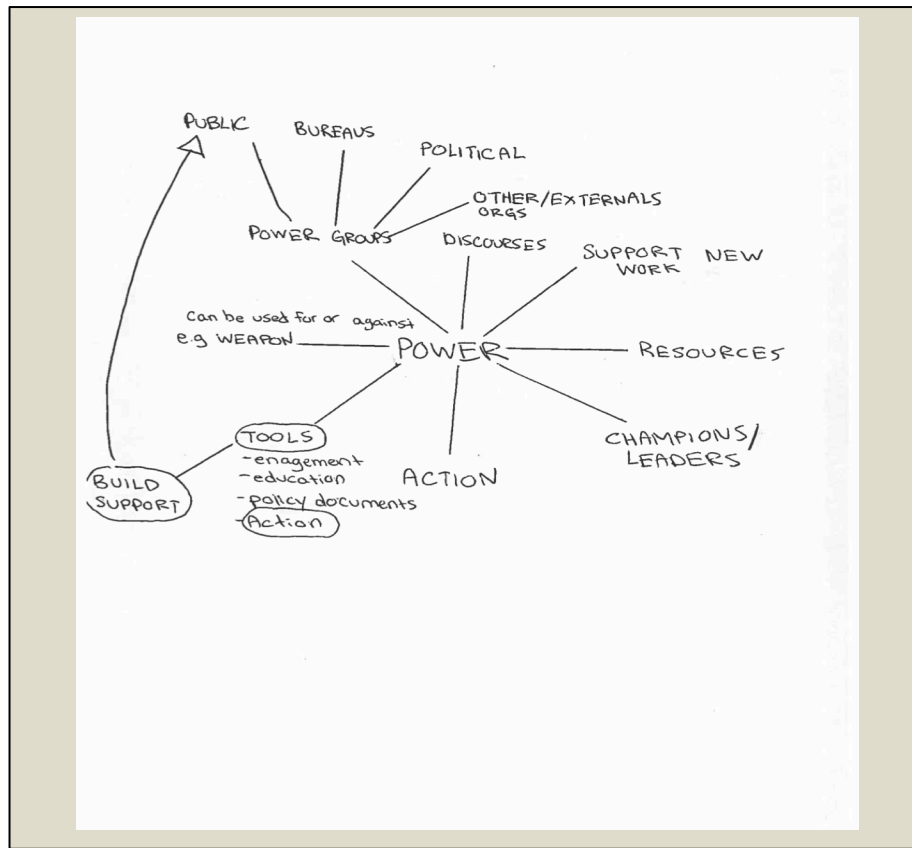 PUBLIC
BUREAUS
POLITICAL
OTHER/EXTERNALS
ORGS
POWER GROUPS
DISCOURSES
SUPPORT NEW
WORK
can be used for or against
e.g WEAPON
POWER
RESOURCES
CHAMPIONS/
LEADERS
ACTION
TOOLS
-enagement
-education
-policy documents
-Action
BUILD
SUPPORT